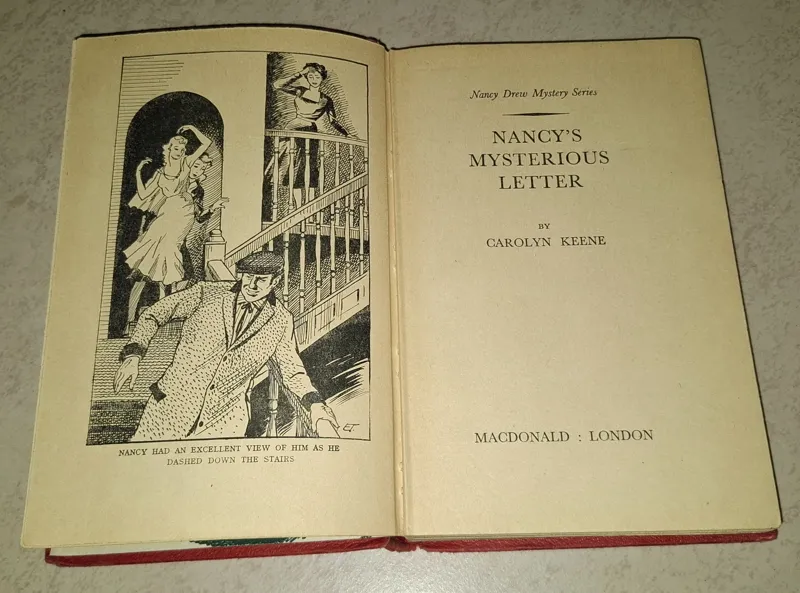 ET.
NANCY HAD AN EXCELLENT VIEW OF HIM AS HE
DASHED DOWN THE STAIRS
Nancy Drew Mystery Series
NANCY'S
MYSTERIOUS
LETTER
BY
CAROLYN KEENE
MACDONALD : LONDON